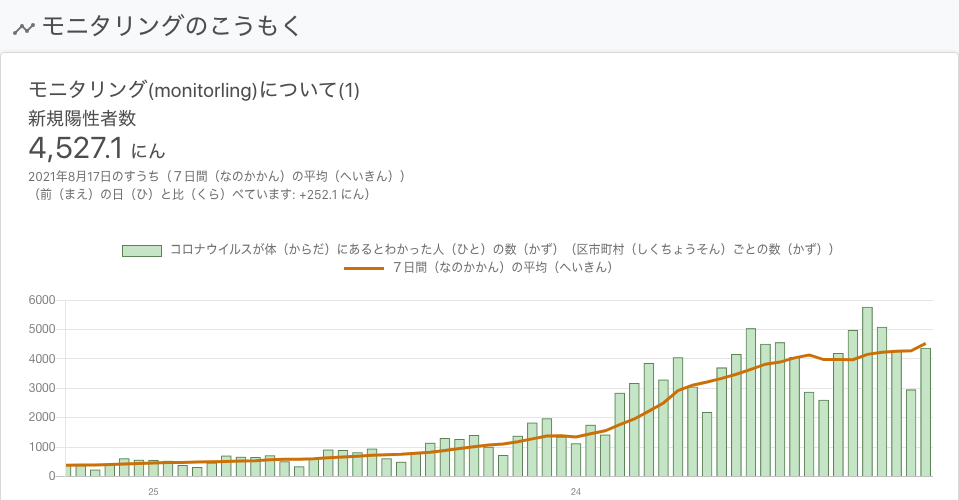 モニタリングのこうもく
モニタリング(monitorling)について(1)
新規陽性者数
4,527.1 にん
2021年8月17日のすうち（７日間（なのかかん）の平均（へいきん））
（前（まえ）の日（ひ）と比（くら）べています: +252.1 にん）
コロナウイルスが体（からだ）にあるとわかった人（ひと）の数（かず）（区市町村（しくちょうそん）ごとの数（かず））
７日間（なのかかん）の平均（へいきん）
6000
5000
4000
3000
2000
1000
0
25 24